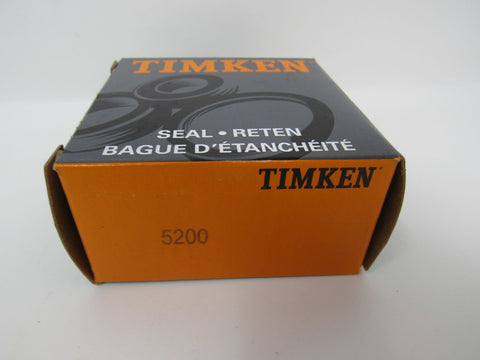 TIMKEN
SEAL • RETEN
BAGUE D'ÉTANCHÉITÉ
TIMKEN
5200